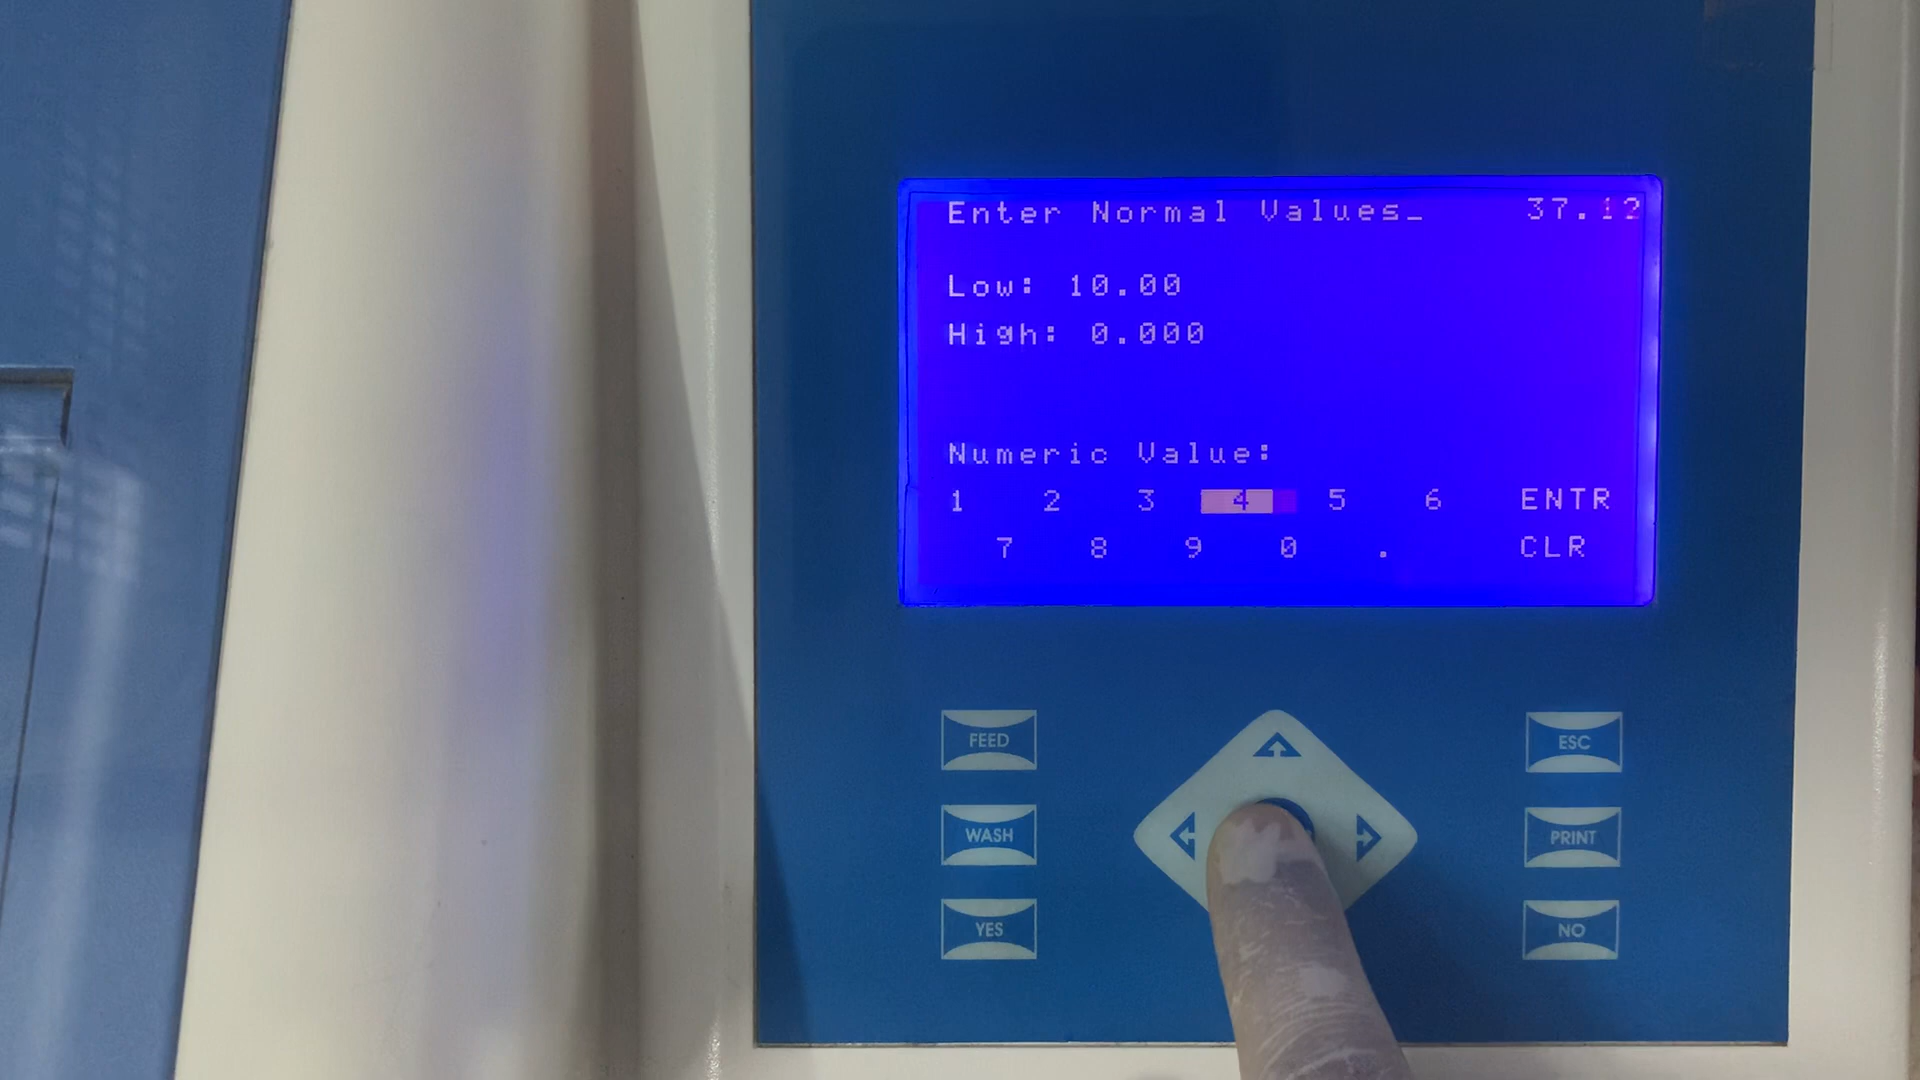 Enter Normal Values_ 37.12
Low: 10.00
High: 0.000
Numeric Value:
1 2 3 4 5 6 ENTR
7 8 9 0 . CLR
FEED ESC
WASH PRINT
YES NO